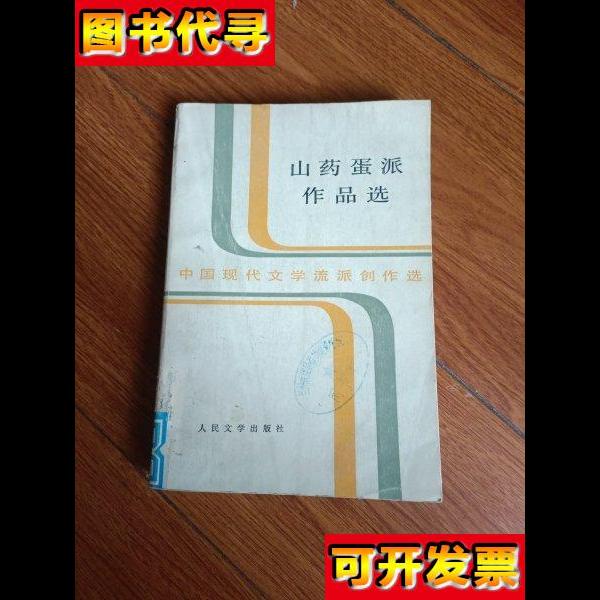 图书代寻
山药蛋派
作品选
中国现代文学流派创作选
人民文学出版社
可开发票